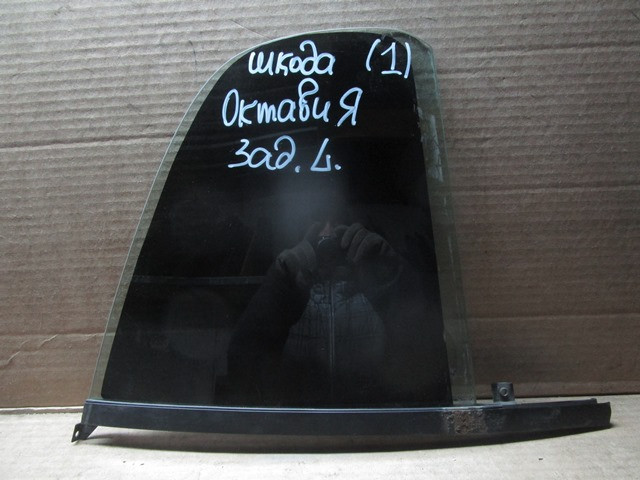 шкода (1)
Октавия
зад. L.